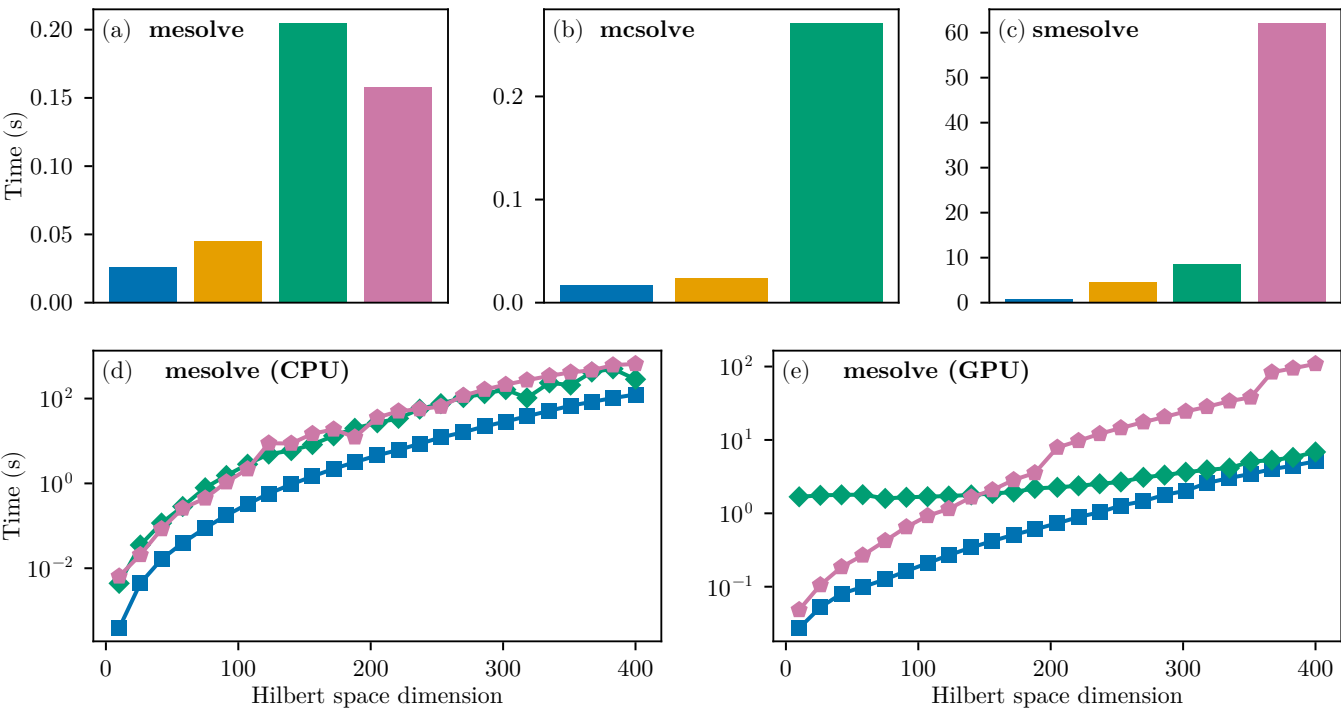 (a) mesolve
Time (s)
0.20
0.15
0.10
0.05
0.00
(b) mcsolve
0.2
0.1
0.0
(c) smesolve
60
50
40
30
20
10
0
(d) mesolve (CPU)
Time (s)
10^2
10^0
10^−2
0 100 200 300 400
Hilbert space dimension
(e) mesolve (GPU)
10^2
10^1
10^0
10^−1
0 100 200 300 400
Hilbert space dimension